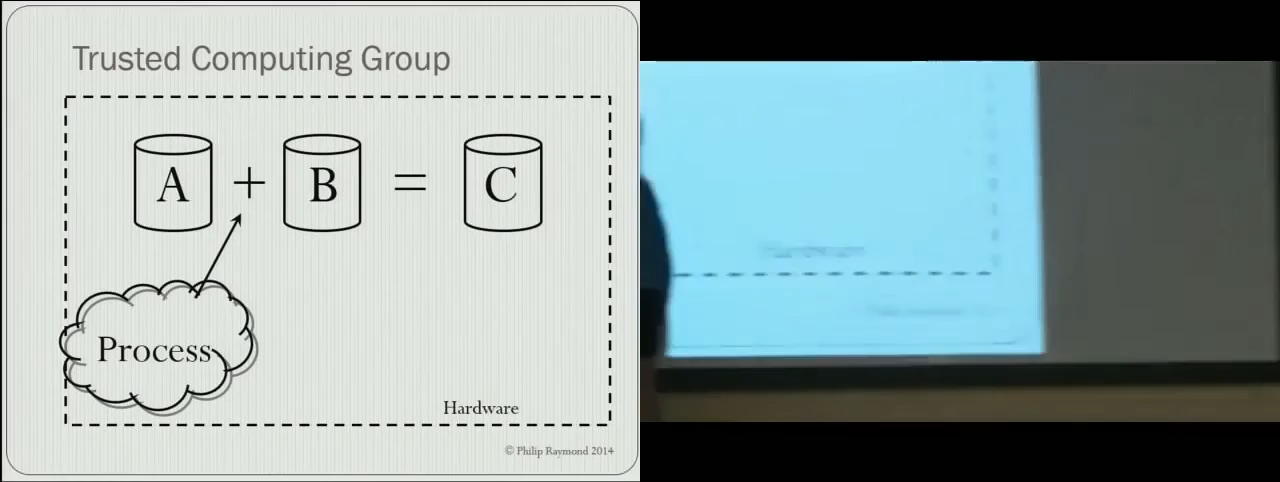 Trusted Computing Group
A + B = C
Process
Hardware
© Philip Raymond 2014